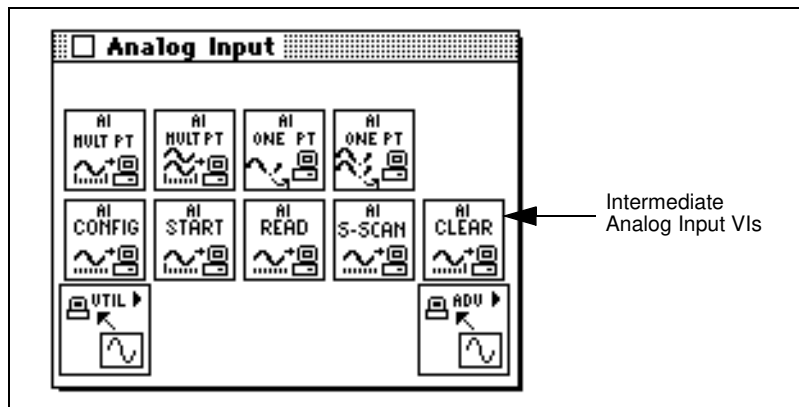 Analog Input
AI MULT PT
AI MULT PT
AI ONE PT
AI ONE PT
AI CONFIG
AI START
AI READ
AI S-SCAN
AI CLEAR
Intermediate
Analog Input VIs
UTIL
ADV